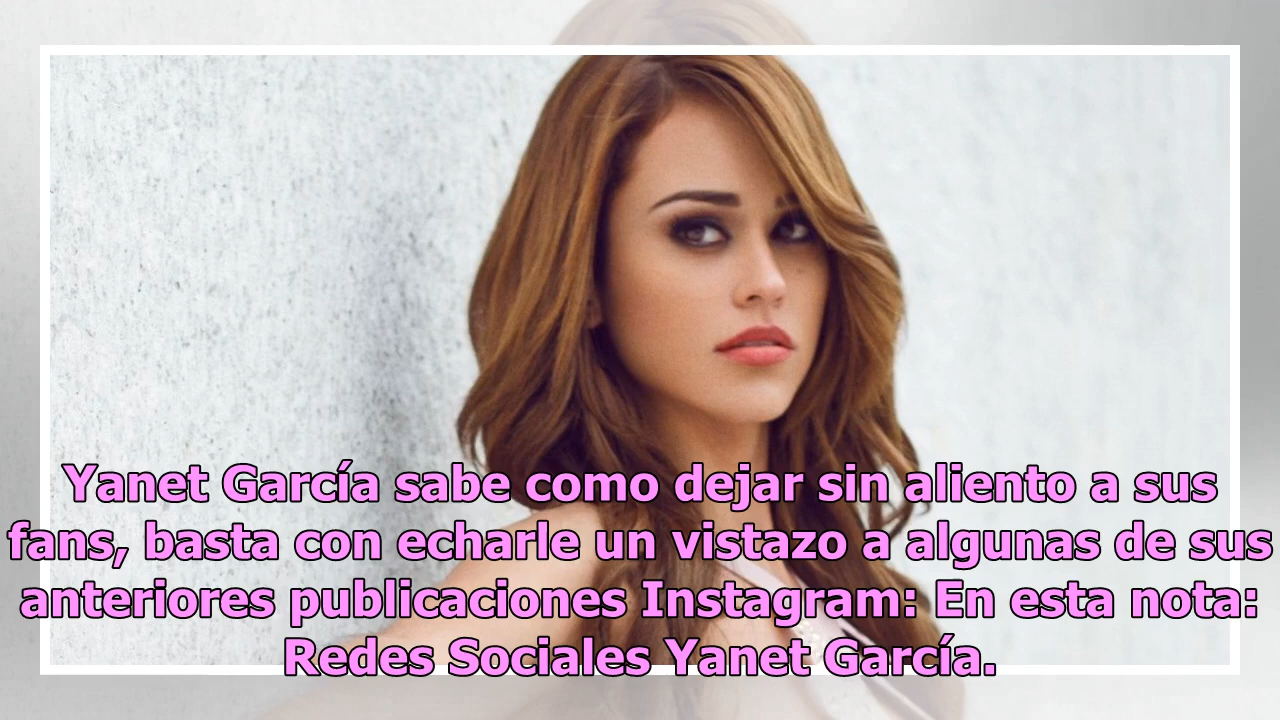 Yanet García sabe como dejar sin aliento a sus
fans, basta con echarle un vistazo a algunas de sus
anteriores publicaciones Instagram: En esta nota:
Redes Sociales Yanet García.